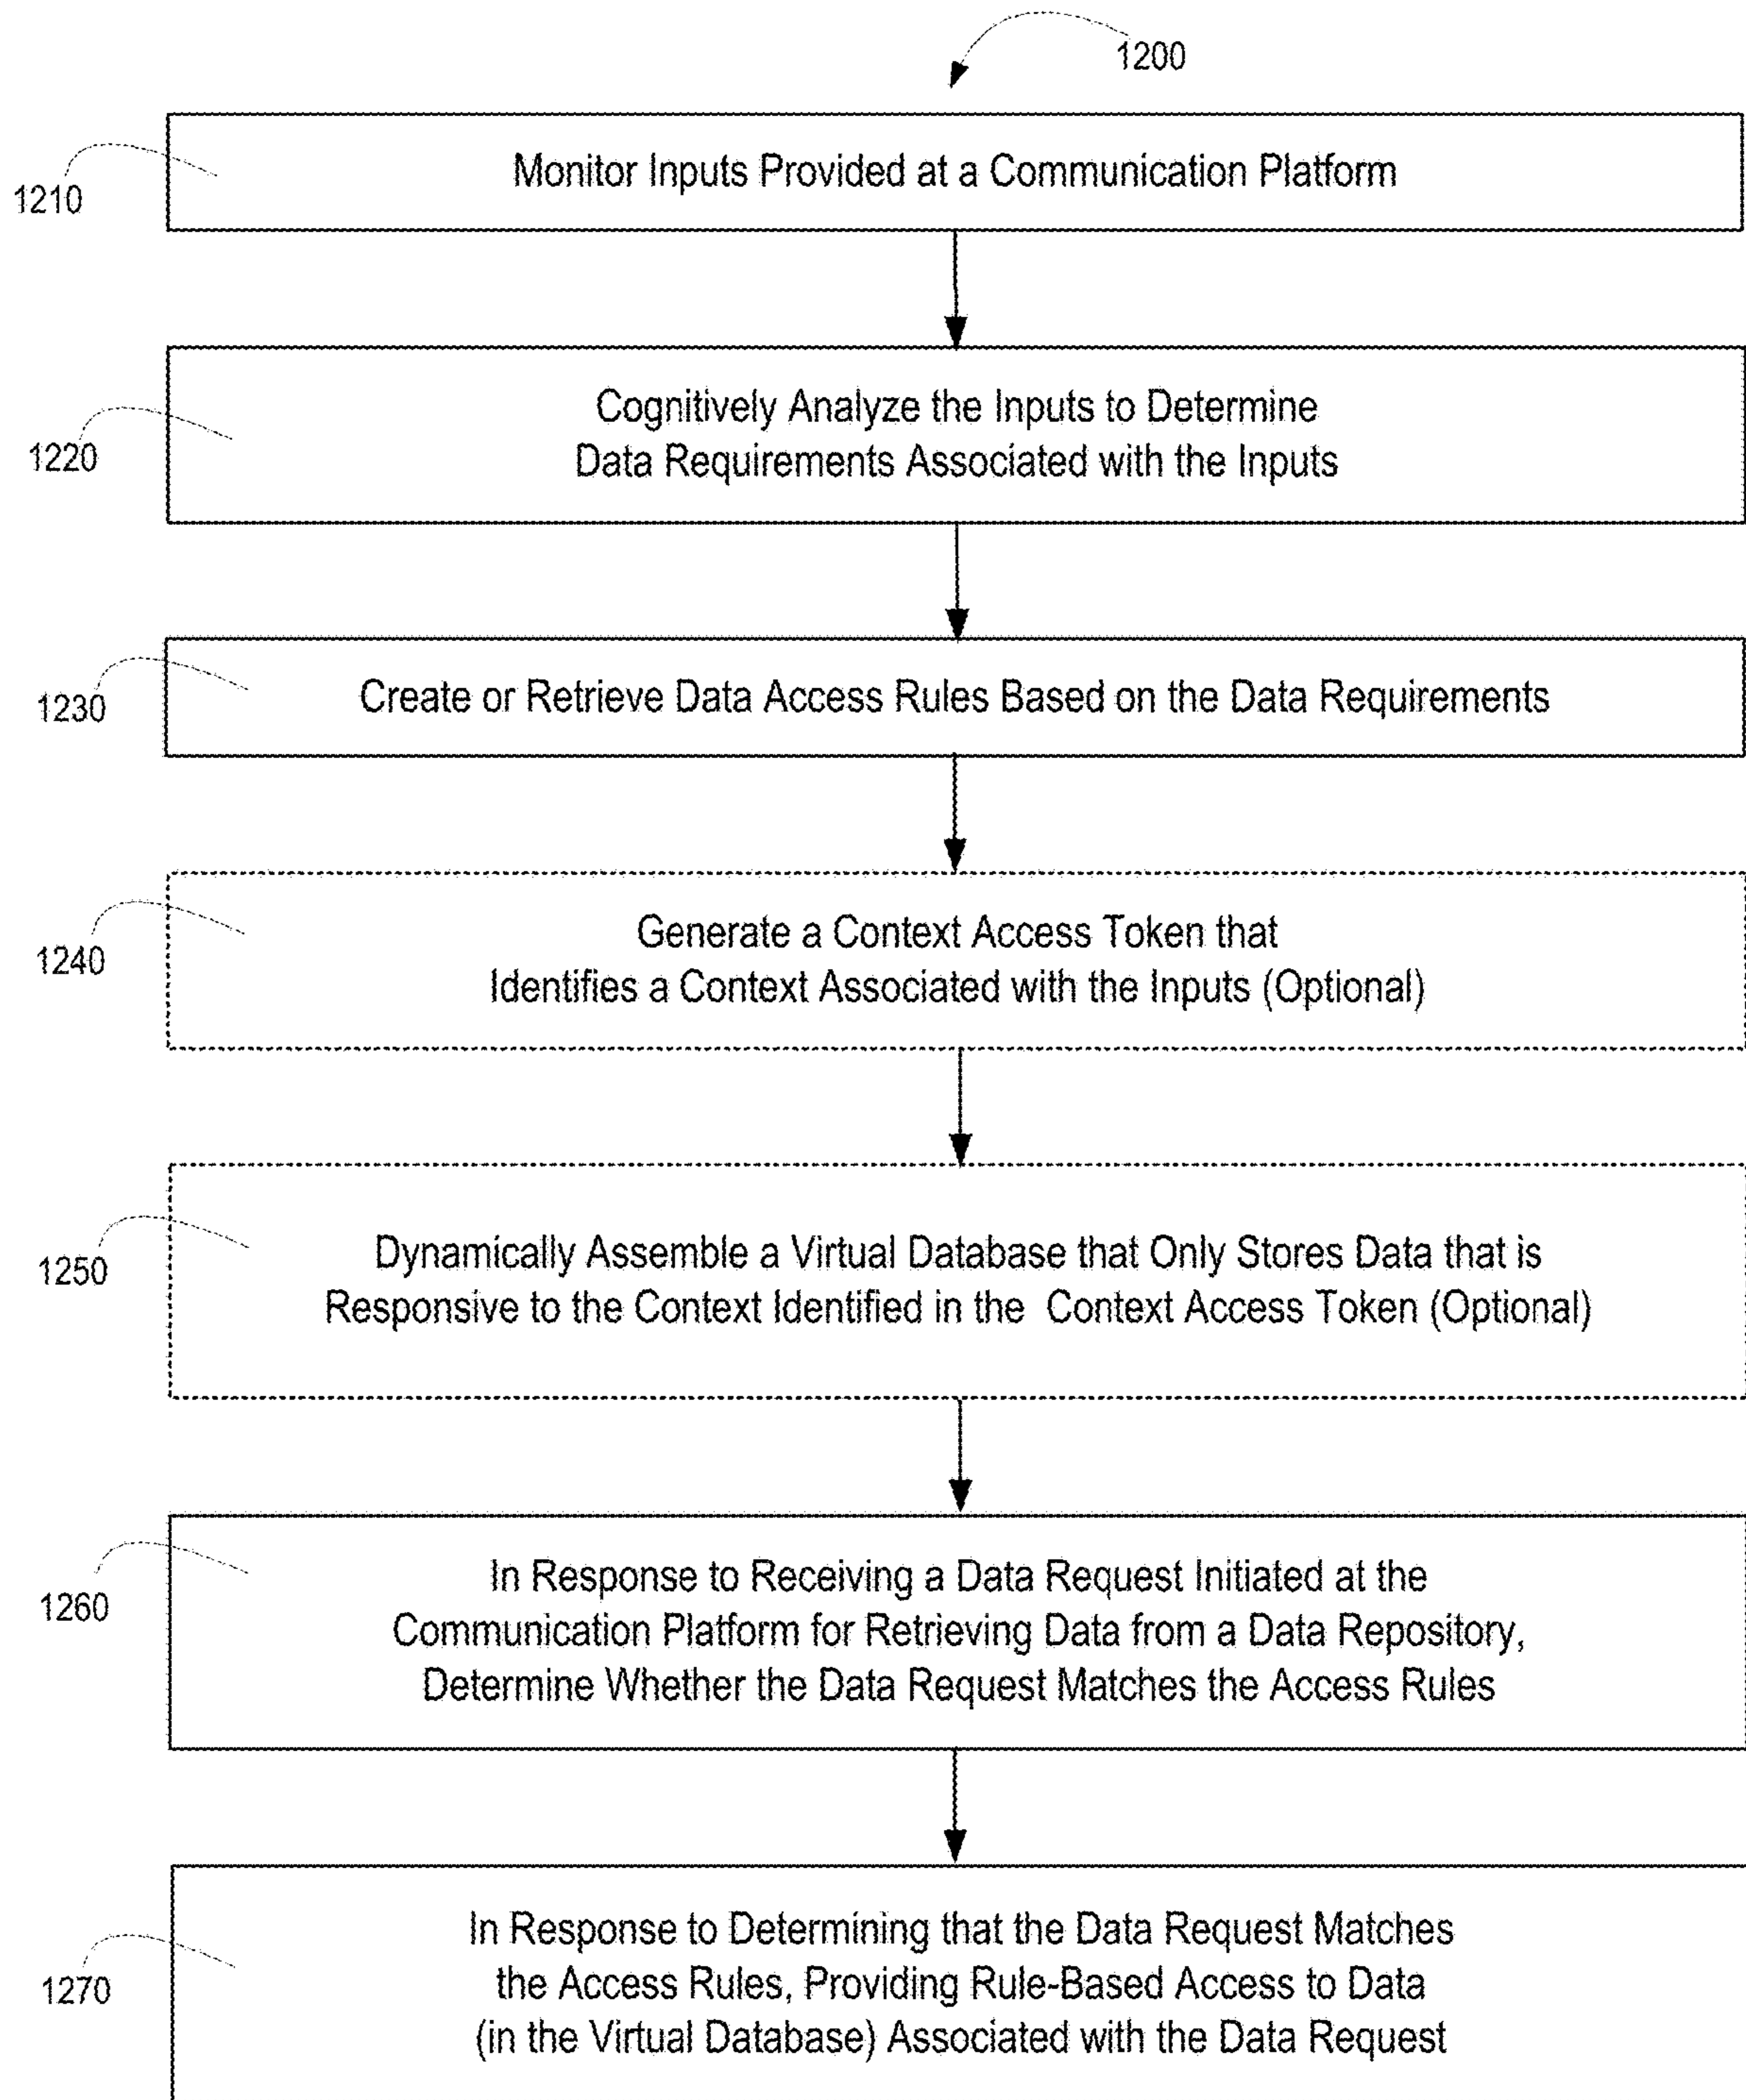 1200
Monitor Inputs Provided at a Communication Platform
1210
Cognitively Analyze the Inputs to Determine
Data Requirements Associated with the Inputs
1220
Create or Retrieve Data Access Rules Based on the Data Requirements
1230
Generate a Context Access Token that
Identifies a Context Associated with the Inputs (Optional)
1240
Dynamically Assemble a Virtual Database that Only Stores Data that is
Responsive to the Context Identified in the Context Access Token (Optional)
1250
In Response to Receiving a Data Request Initiated at the
Communication Platform for Retrieving Data from a Data Repository,
Determine Whether the Data Request Matches the Access Rules
1260
In Response to Determining that the Data Request Matches
the Access Rules, Providing Rule-Based Access to Data
(in the Virtual Database) Associated with the Data Request
1270